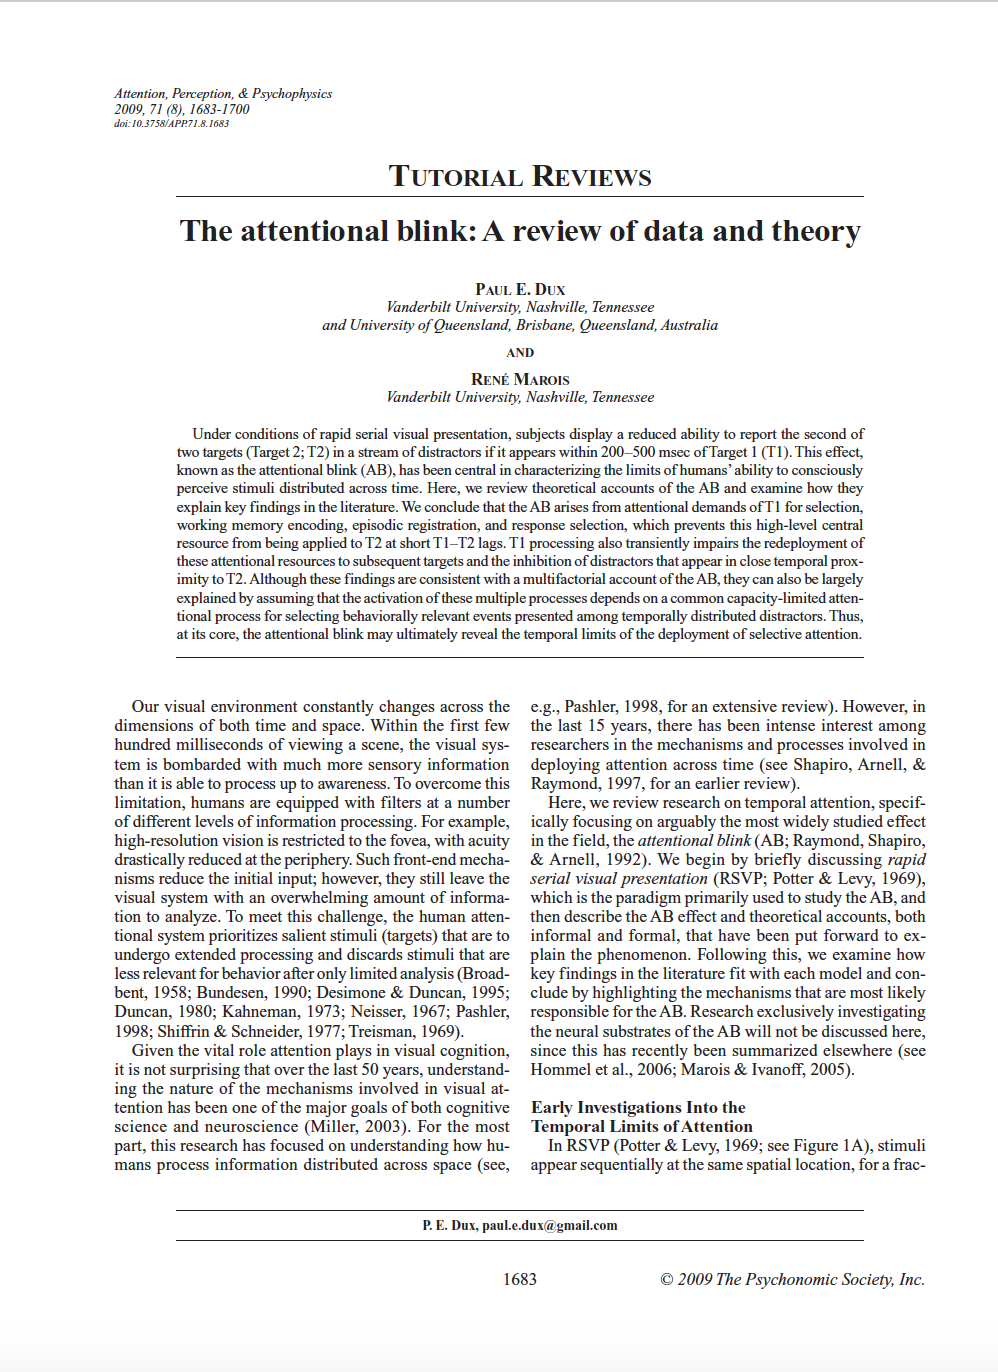 Attention, Perception, & Psychophysics
2009, 71 (8), 1683-1700
doi:10.3758/APP.71.8.1683
TUTORIAL REVIEWS
The attentional blink: A review of data and theory
PAUL E. DUX
Vanderbilt University, Nashville, Tennessee
and University of Queensland, Brisbane, Queensland, Australia
AND
RENÉ MAROIS
Vanderbilt University, Nashville, Tennessee
Under conditions of rapid serial visual presentation, subjects display a reduced ability to report the second of
two targets (Target 2; T2) in a stream of distractors if it appears within 200–500 msec of Target 1 (T1). This effect,
known as the attentional blink (AB), has been central in characterizing the limits of humans' ability to consciously
perceive stimuli distributed across time. Here, we review theoretical accounts of the AB and examine how they
explain key findings in the literature. We conclude that the AB arises from attentional demands of T1 for selection,
working memory encoding, episodic registration, and response selection, which prevents this high-level central
resource from being applied to T2 at short T1–T2 lags. T1 processing also transiently impairs the redeployment of
these attentional resources to subsequent targets and the inhibition of distractors that appear in close temporal prox-
imity to T2. Although these findings are consistent with a multifactorial account of the AB, they can also be largely
explained by assuming that the activation of these multiple processes depends on a common capacity-limited atten-
tional process for selecting behaviorally relevant events presented among temporally distributed distractors. Thus,
at its core, the attentional blink may ultimately reveal the temporal limits of the deployment of selective attention.
Our visual environment constantly changes across the
dimensions of both time and space. Within the first few
hundred milliseconds of viewing a scene, the visual sys-
tem is bombarded with much more sensory information
than it is able to process up to awareness. To overcome this
limitation, humans are equipped with filters at a number
of different levels of information processing. For example,
high-resolution vision is restricted to the fovea, with acuity
drastically reduced at the periphery. Such front-end mecha-
nisms reduce the initial input; however, they still leave the
visual system with an overwhelming amount of informa-
tion to analyze. To meet this challenge, the human atten-
tional system prioritizes salient stimuli (targets) that are to
undergo extended processing and discards stimuli that are
less relevant for behavior after only limited analysis (Broad-
bent, 1958; Bundesen, 1990; Desimone & Duncan, 1995;
Duncan, 1980; Kahneman, 1973; Neisser, 1967; Pashler,
1998; Shiffrin & Schneider, 1977; Treisman, 1969).
Given the vital role attention plays in visual cognition,
it is not surprising that over the last 50 years, understand-
ing the nature of the mechanisms involved in visual at-
tention has been one of the major goals of both cognitive
science and neuroscience (Miller, 2003). For the most
part, this research has focused on understanding how hu-
mans process information distributed across space (see,
e.g., Pashler, 1998, for an extensive review). However, in
the last 15 years, there has been intense interest among
researchers in the mechanisms and processes involved in
deploying attention across time (see Shapiro, Arnell, &
Raymond, 1997, for an earlier review).
Here, we review research on temporal attention, specif-
ically focusing on arguably the most widely studied effect
in the field, the attentional blink (AB; Raymond, Shapiro,
& Arnell, 1992). We begin by briefly discussing rapid
serial visual presentation (RSVP; Potter & Levy, 1969),
which is the paradigm primarily used to study the AB, and
then describe the AB effect and theoretical accounts, both
informal and formal, that have been put forward to ex-
plain the phenomenon. Following this, we examine how
key findings in the literature fit with each model and con-
clude by highlighting the mechanisms that are most likely
responsible for the AB. Research exclusively investigating
the neural substrates of the AB will not be discussed here,
since this has recently been summarized elsewhere (see
Hommel et al., 2006; Marois & Ivanoff, 2005).
Early Investigations Into the
Temporal Limits of Attention
In RSVP (Potter & Levy, 1969; see Figure 1A), stimuli
appear sequentially at the same spatial location, for a frac-
P. E. Dux, paul.e.dux@gmail.com
1683
© 2009 The Psychonomic Society, Inc.